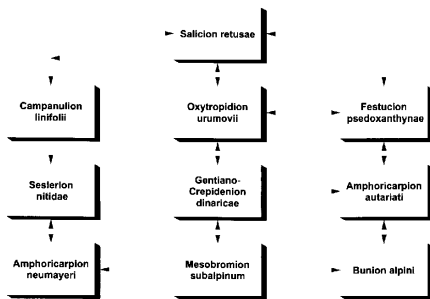 Salicion retusae
Campanulion
linifolii
Oxytropidion
urumovii
Festucion
psedoxanthynae
Seslerion
nitidae
Gentiano-
Crepidenion
dinaricae
Amphoricarpion
autariati
Amphoricarpion
neumayeri
Mesobromion
subalpinum
Bunion alpini